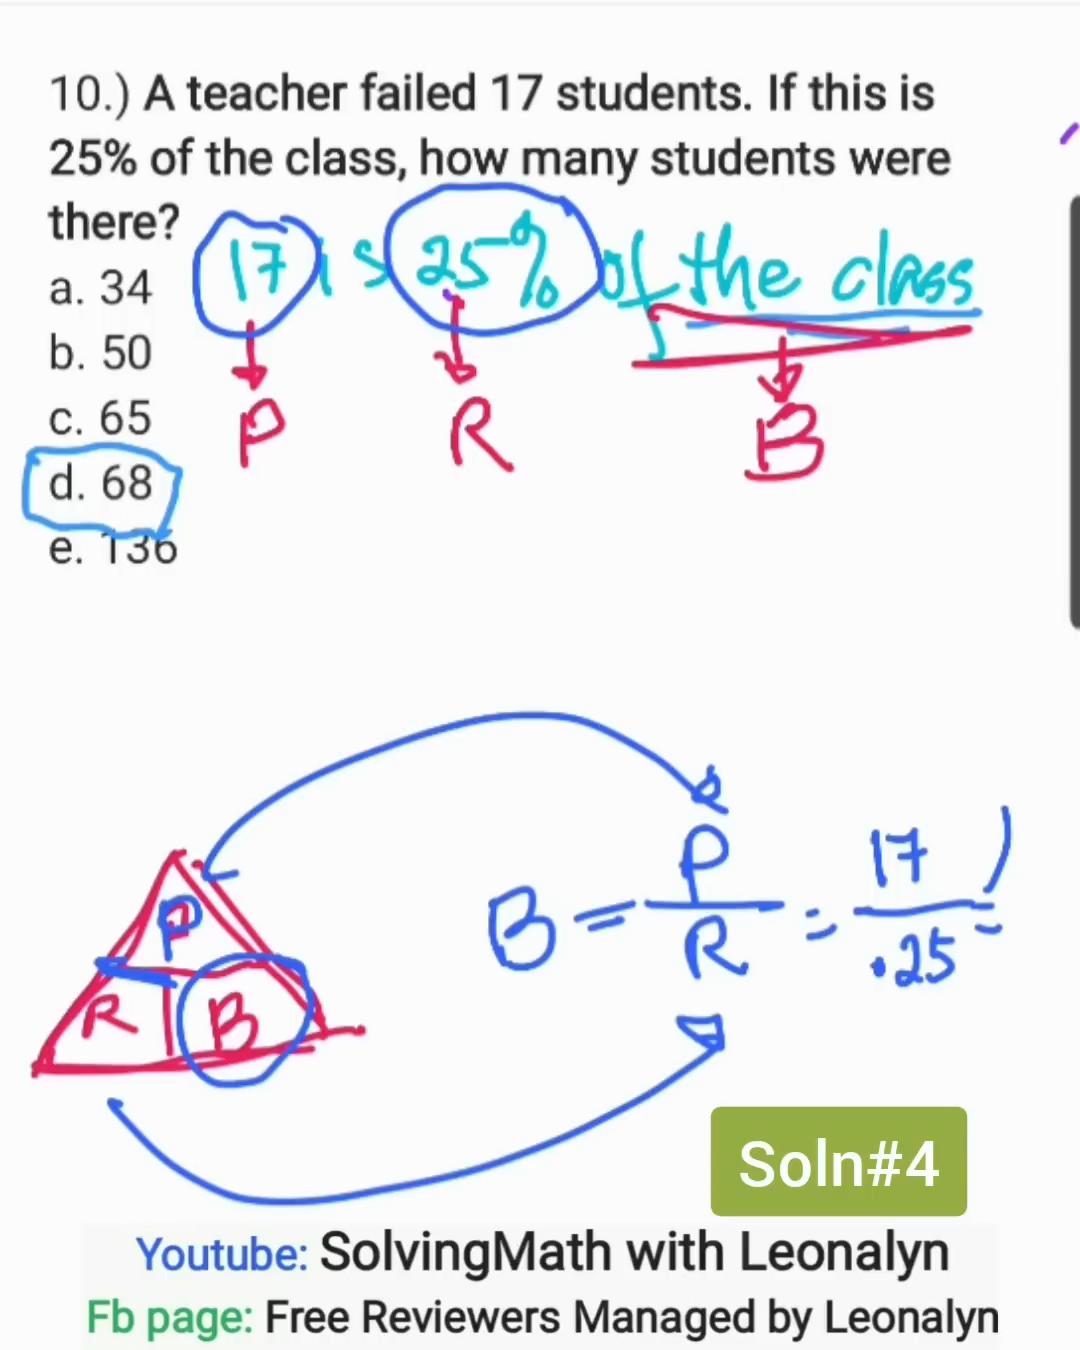 10.) A teacher failed 17 students. If this is
25% of the class, how many students were
there?
17 is 25% of the class
a. 34
b. 50
c. 65
P R B
d. 68
e. 136
P
R B
B = P/R = 17/.25 =
Soln#4
Youtube: SolvingMath with Leonalyn
Fb page: Free Reviewers Managed by Leonalyn